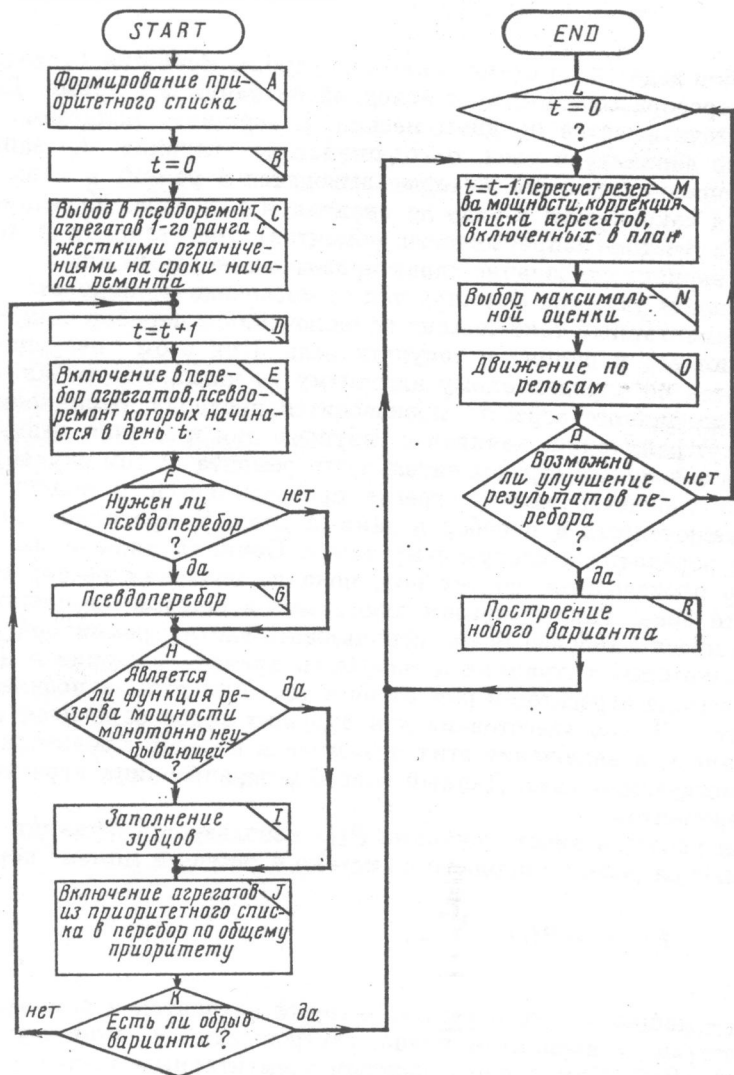 START
Формирование при-
оритетного списка
A
t=0
B
Вывод в псевдоремонт
агрегатов 1-го ранга с
жесткими ограниче-
ниями на сроки нача-
ла ремонта
C
t=t+1
D
Включение в пере-
бор агрегатов, псевдо-
ремонт которых начина-
ется в день t.
E
F
Нужен ли
псевдоперебор
?
нет
да
Псевдоперебор
G
H
Является
ли функция ре-
зерва мощности
монотонно неу-
бывающей
?
да
Заполнение
зубцов
I
Включение агрегатов
из приоритетного спис-
ка в перебор по общему
приоритету
J
K
Есть ли обрыв
варианта ?
нет
да
END
L
t=0
?
t=t-1. Пересчет резер-
ва мощности, коррекция
списка агрегатов,
включенных в план
M
Выбор максималь-
ной оценки
N
Движение по
рельсам
O
P
Возможно
ли улучшение
результатов пе-
ребора
?
нет
да
Построение
нового варианта
R